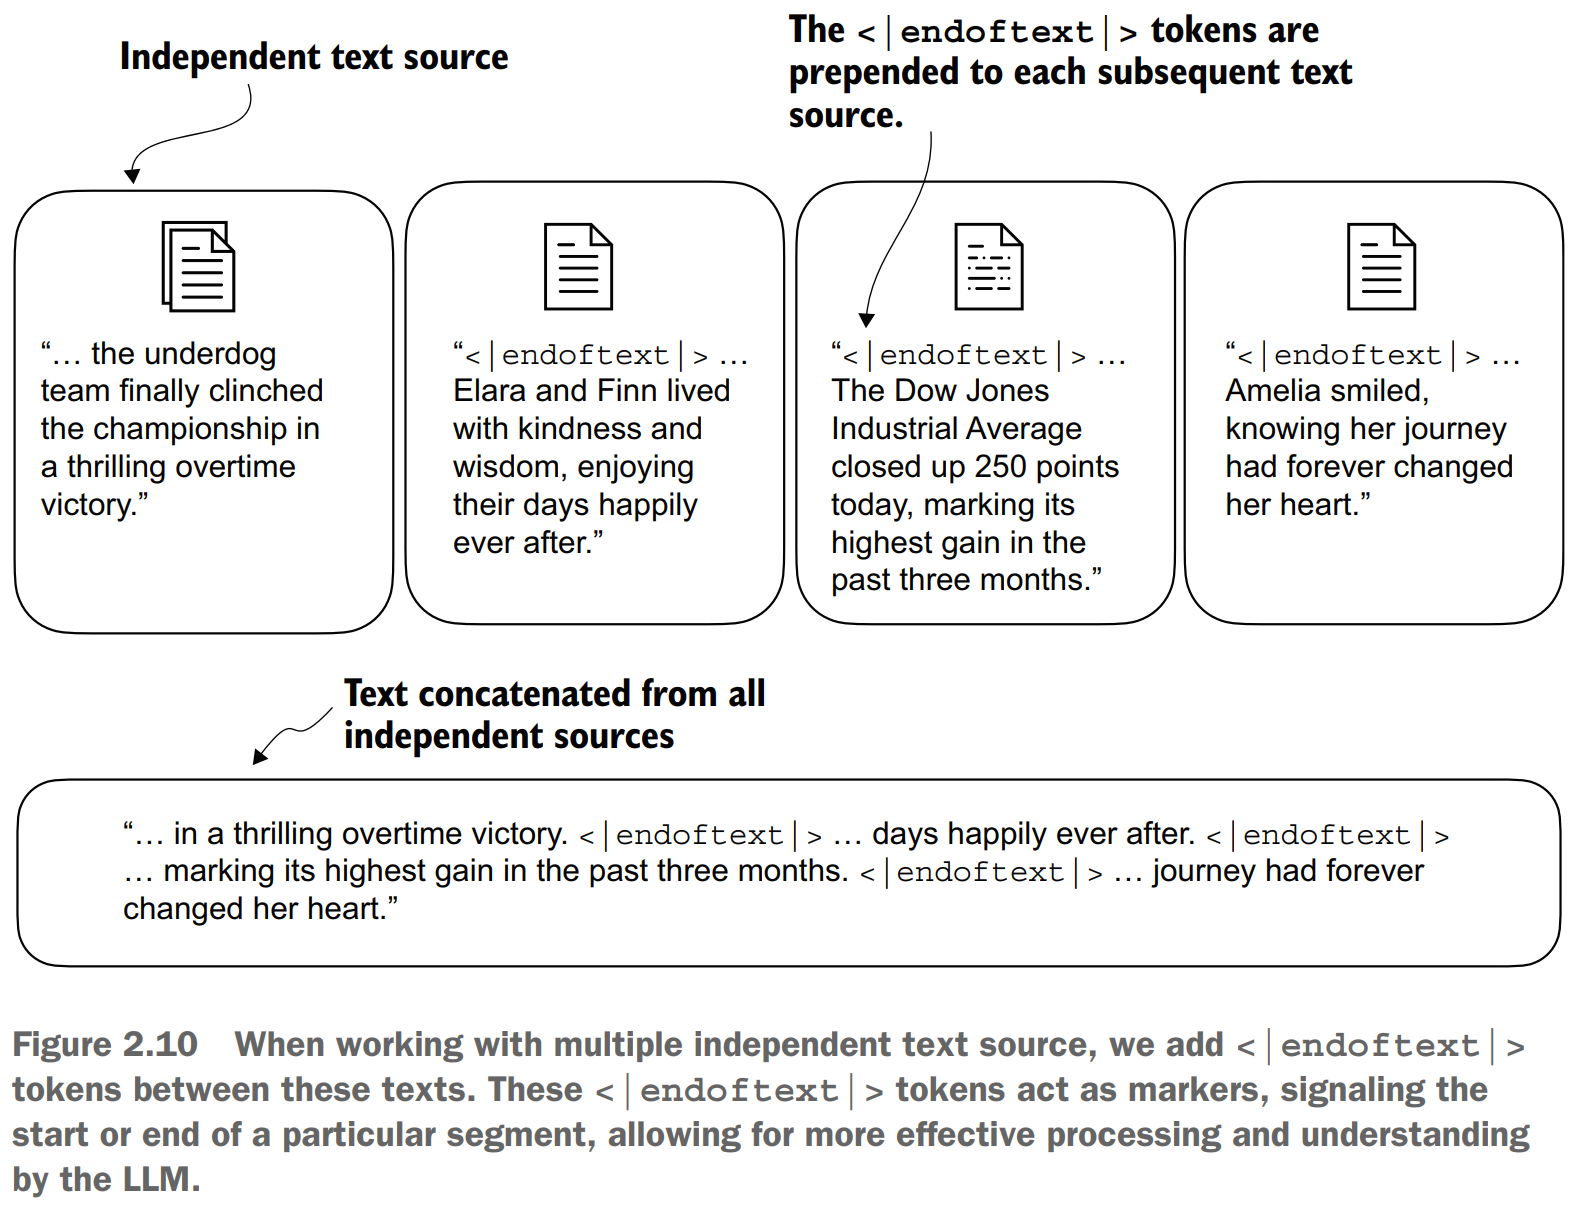 Independent text source
The <|endoftext|> tokens are
prepended to each subsequent text
source.
“… the underdog
team finally clinched
the championship in
a thrilling overtime
victory.”
“<|endoftext|> …
Elara and Finn lived
with kindness and
wisdom, enjoying
their days happily
ever after.”
“<|endoftext|> …
The Dow Jones
Industrial Average
closed up 250 points
today, marking its
highest gain in the
past three months.”
“<|endoftext|> …
Amelia smiled,
knowing her journey
had forever changed
her heart.”
Text concatenated from all
independent sources
“… in a thrilling overtime victory. <|endoftext|> … days happily ever after. <|endoftext|>
… marking its highest gain in the past three months. <|endoftext|> … journey had forever
changed her heart.”
Figure 2.10 When working with multiple independent text source, we add <|endoftext|>
tokens between these texts. These <|endoftext|> tokens act as markers, signaling the
start or end of a particular segment, allowing for more effective processing and understanding
by the LLM.